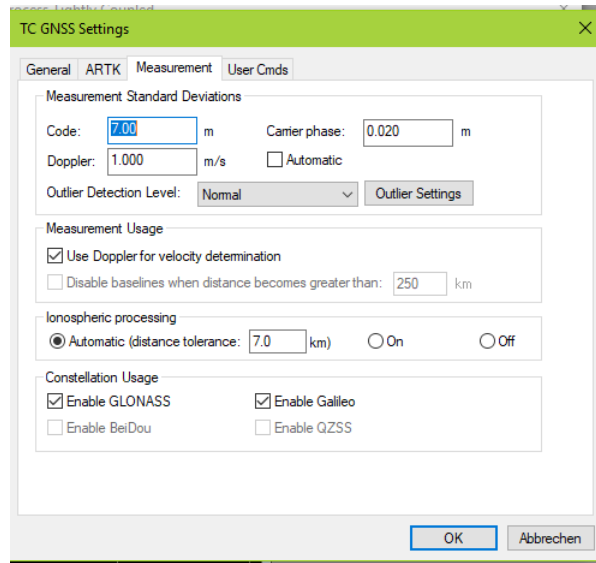 Process Tightly Coupled
TC GNSS Settings
General ARTK Measurement User Cmds
Measurement Standard Deviations
Code: 7.00 m Carrier phase: 0.020 m
Doppler: 1.000 m/s Automatic
Outlier Detection Level: Normal Outlier Settings
Measurement Usage
Use Doppler for velocity determination
Disable baselines when distance becomes greater than: 250 km
Ionospheric processing
Automatic (distance tolerance: 7.0 km) On Off
Constellation Usage
Enable GLONASS Enable Galileo
Enable BeiDou Enable QZSS
OK Abbrechen